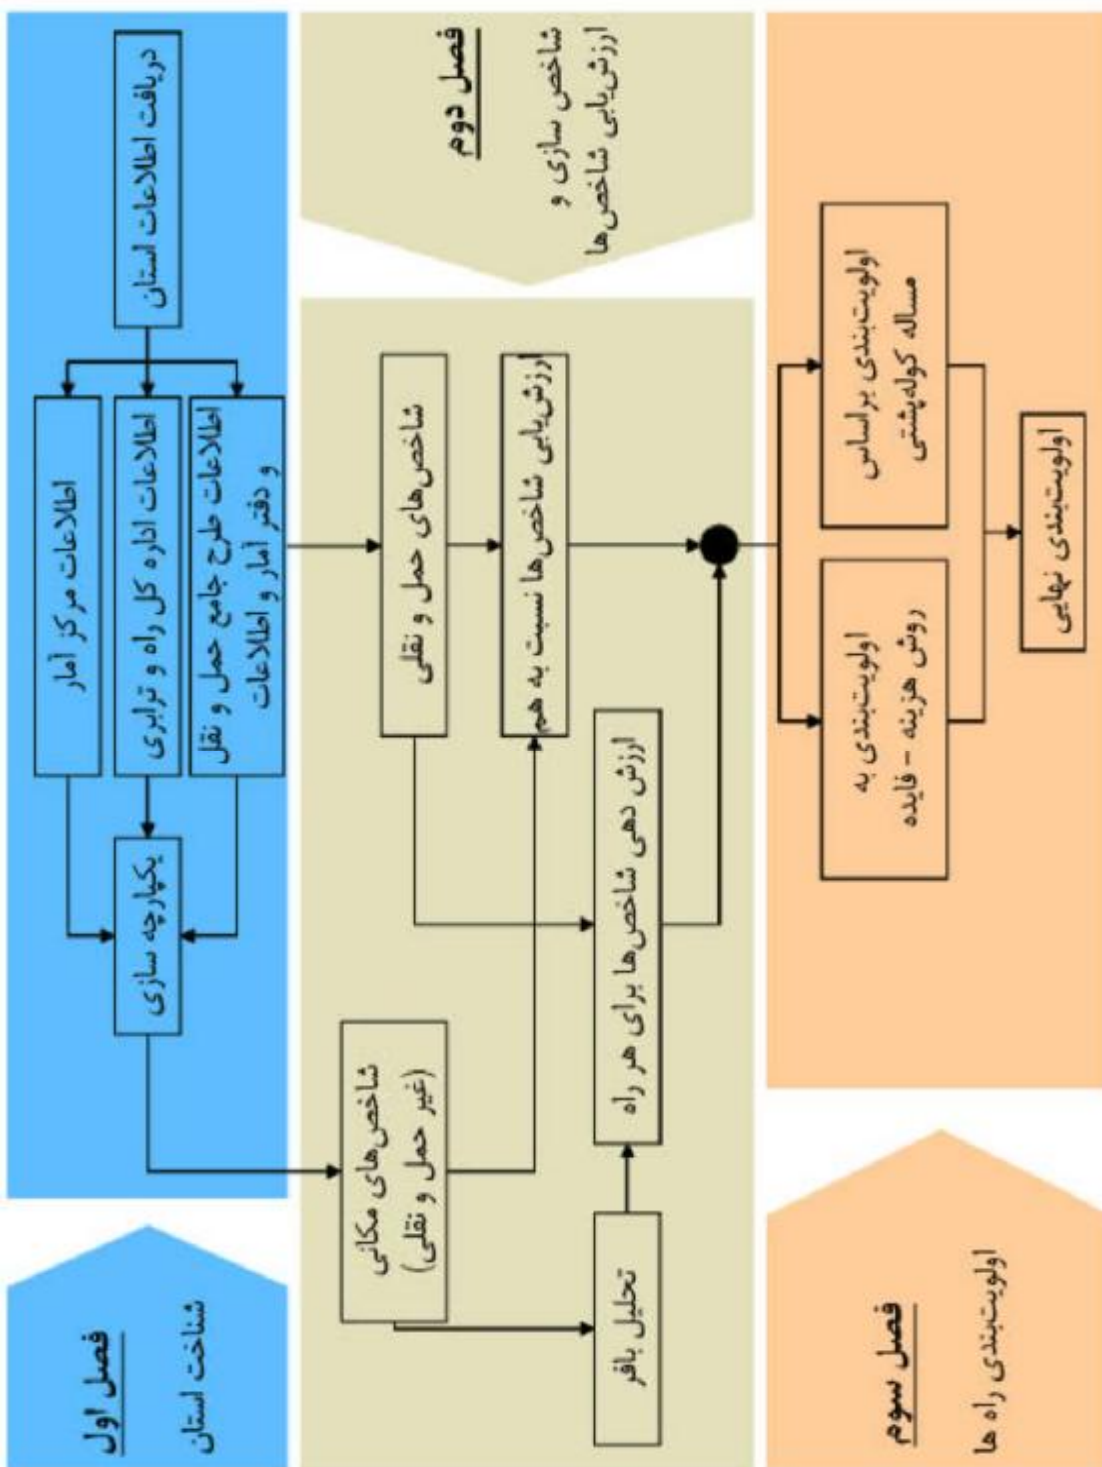 فصل اول
شناخت استان
دریافت اطلاعات استان
اطلاعات مرکز آمار
اطلاعات اداره کل راه و ترابری
اطلاعات طرح جامع حمل و نقل
و دفتر آمار و اطلاعات
یکپارچه سازی
فصل دوم
شاخص سازی و
ارزش‌یابی شاخص‌ها
شاخص‌های حمل و نقلی
ارزش‌یابی شاخص‌ها نسبت به هم
شاخص‌های مکانی
(غیر حمل و نقلی)
ارزش دهی شاخص‌ها برای هر راه
تحلیل بافر
فصل سوم
اولویت‌بندی راه ها
اولویت‌بندی براساس
مساله کوله‌پشتی
اولویت‌بندی به
روش هزینه - فایده
اولویت‌بندی نهایی